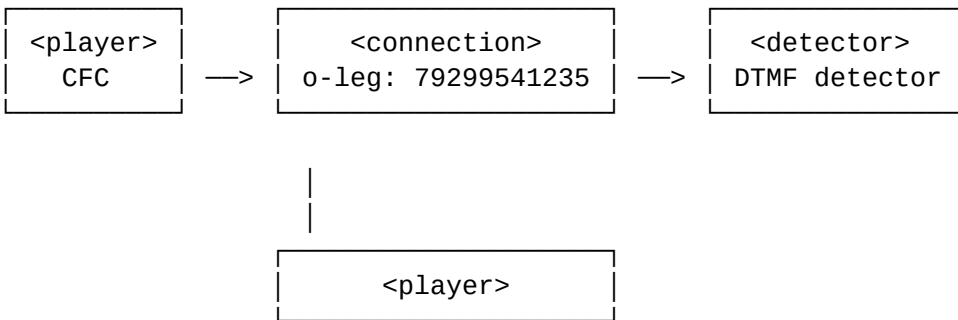 <player> <connection> <detector>
CFC ——> o-leg: 79299541235 ——> DTMF detector
<player>